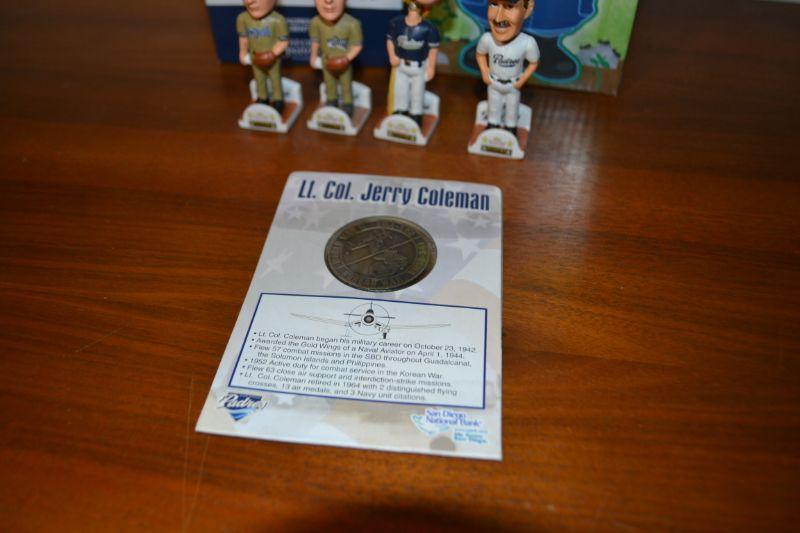 Padres
Padres
Lt. Col. Jerry Coleman
• Lt. Col. Coleman began his military career on October 23, 1942.
• Awarded the Gold Wings of a Naval Aviator on April 1, 1944.
• Flew 57 combat missions in the SBD throughout Guadalcanal,
the Solomon Islands and Philippines.
• 1952 Active duty for combat service in the Korean War.
• Flew 63 close air support and interdiction-strike missions.
• Lt. Col. Coleman retired in 1964 with 2 distinguished flying
crosses, 13 air medals, and 3 Navy unit citations.
Padres
San Diego
National Bank